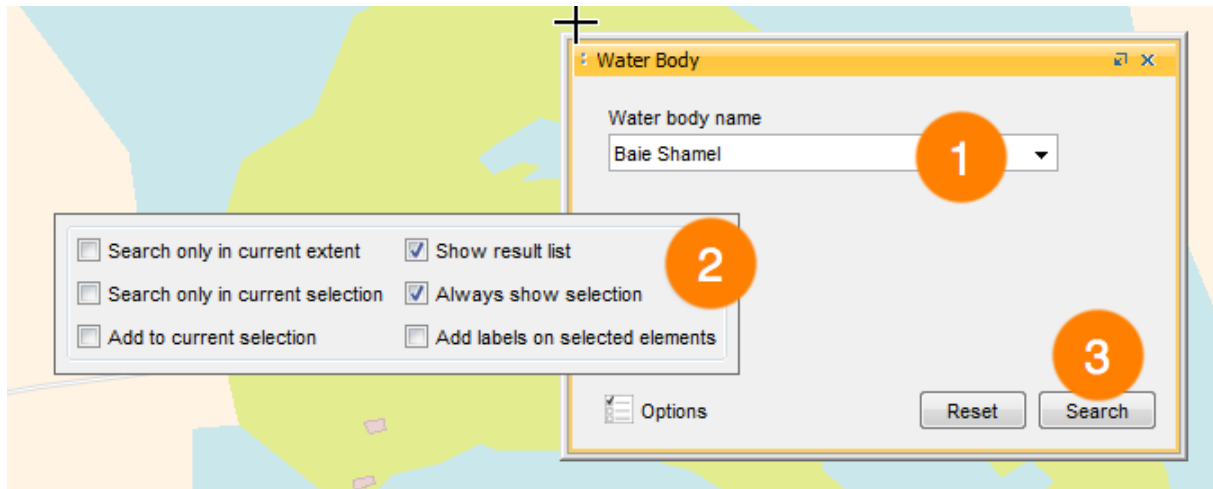 Water Body
Water body name
Baie Shamel
1
Search only in current extent
Show result list
2
Search only in current selection
Always show selection
Add to current selection
Add labels on selected elements
3
Options
Reset
Search